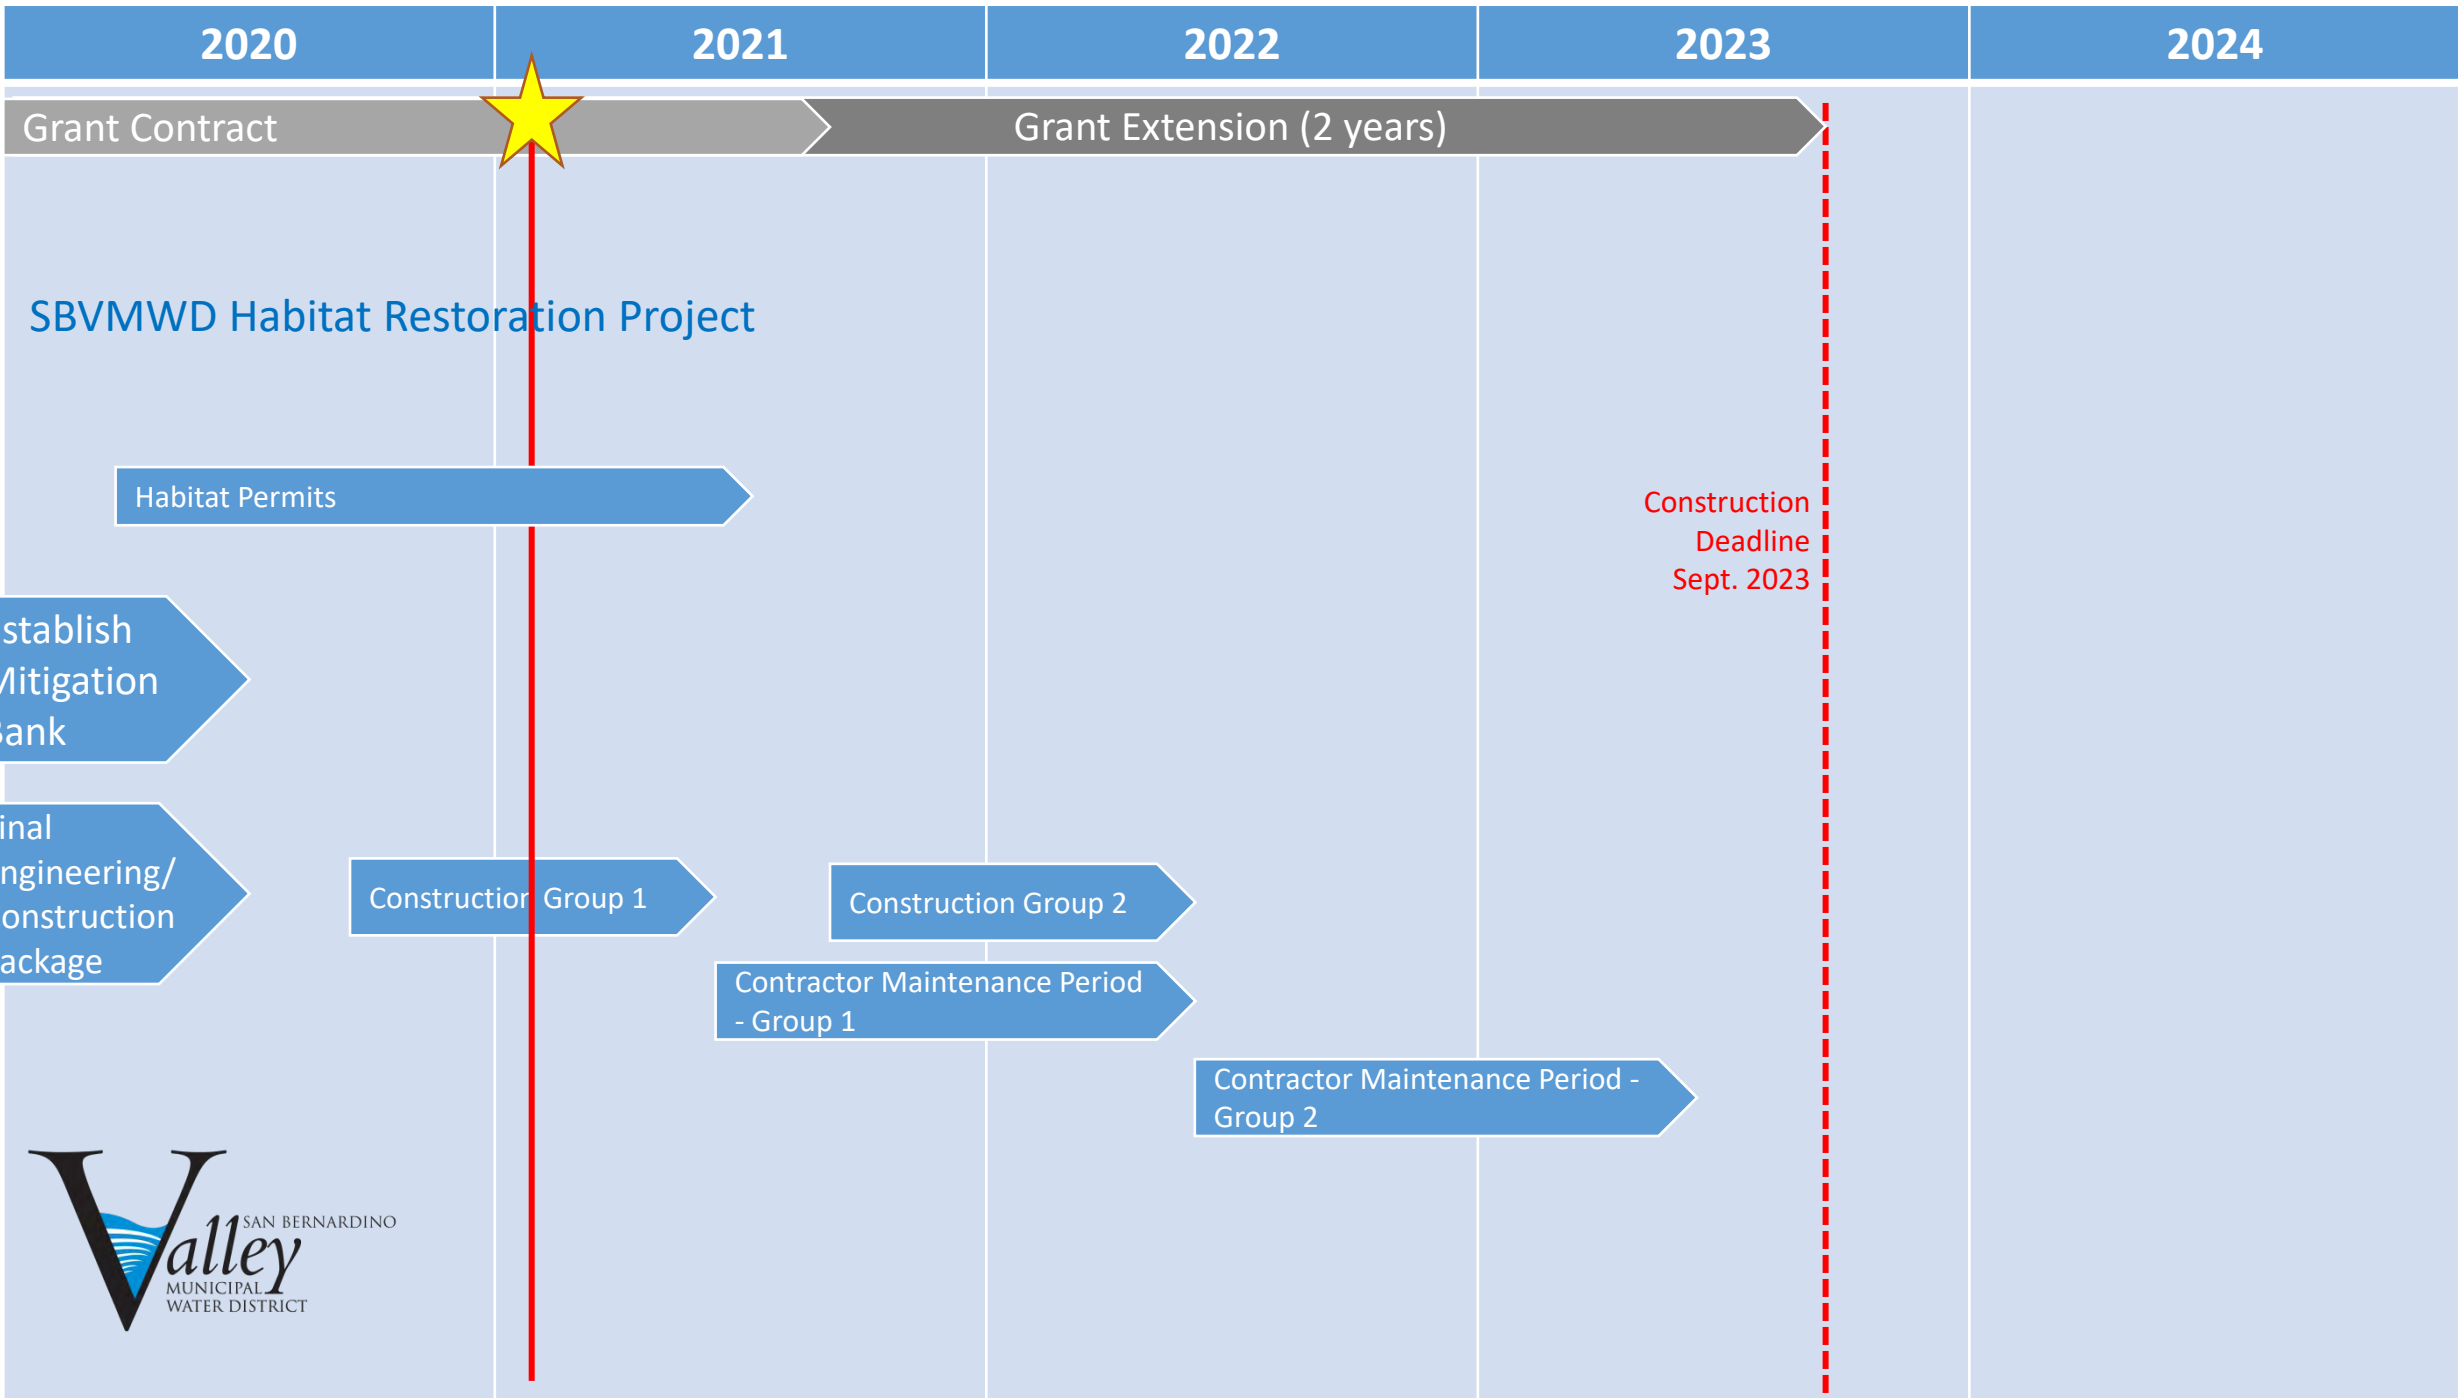 2020 2021 2022 2023 2024
Grant Contract
Grant Extension (2 years)
SBVMWD Habitat Restoration Project
Habitat Permits
Construction
Deadline
Sept. 2023
stablish
Mitigation
Bank
inal
ngineering/
onstruction
ackage
Construction Group 1
Construction Group 2
Contractor Maintenance Period
- Group 1
Contractor Maintenance Period -
Group 2
SAN BERNARDINO
Valley
MUNICIPAL
WATER DISTRICT